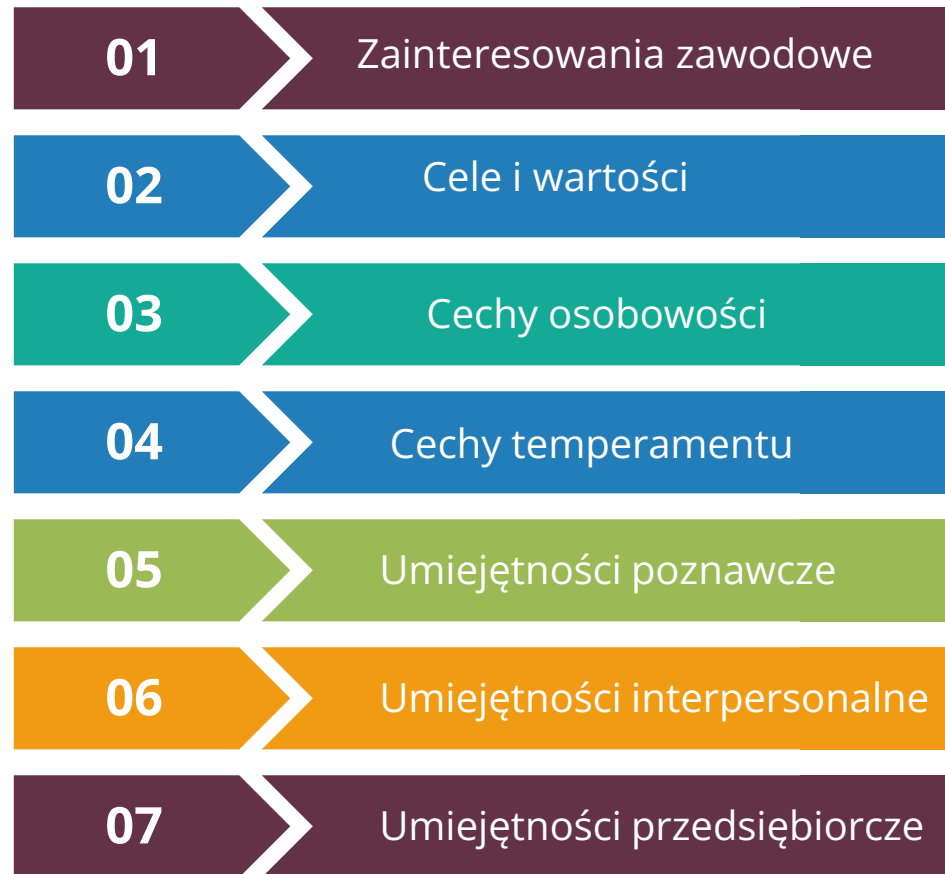 01 Zainteresowania zawodowe
02 Cele i wartości
03 Cechy osobowości
04 Cechy temperamentu
05 Umiejętności poznawcze
06 Umiejętności interpersonalne
07 Umiejętności przedsiębiorcze